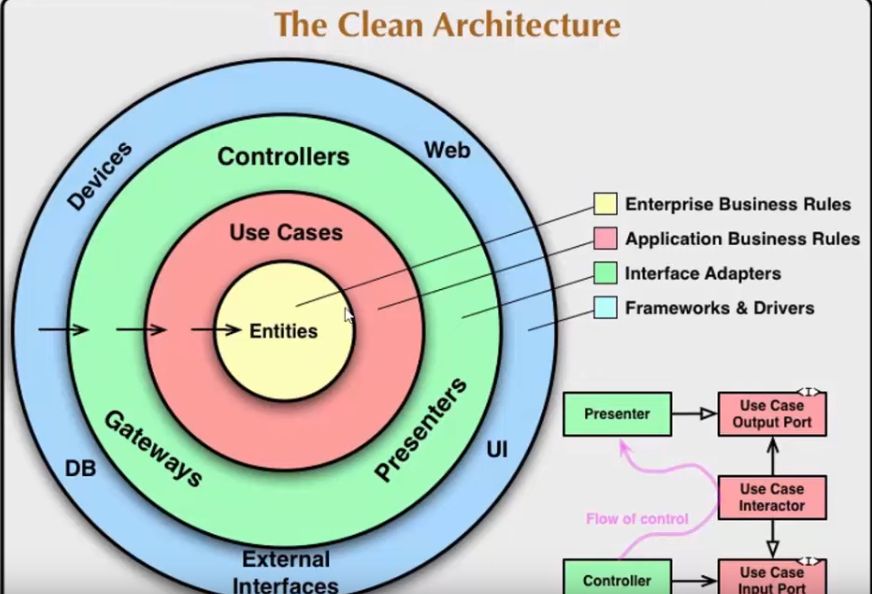 The Clean Architecture
Devices
Controllers
Web
Use Cases
Entities
Gateways
Presenters
DB
UI
External
Interfaces
Enterprise Business Rules
Application Business Rules
Interface Adapters
Frameworks & Drivers
Presenter
<I>
Use Case
Output Port
Use Case
Interactor
Flow of control
Controller
<I>
Use Case
Input Port